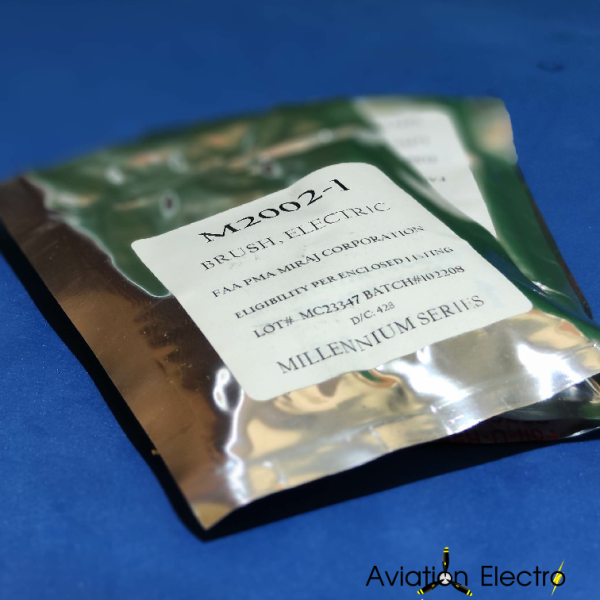 M2002-1
BRUSH, ELECTRIC
FAA PMA MIRAJ CORPORATION
ELIGIBILITY PER ENCLOSED LISTING
LOT# MC23347 BATCH#102208
D/C: 428
MILLENNIUM SERIES
Aviation Electro